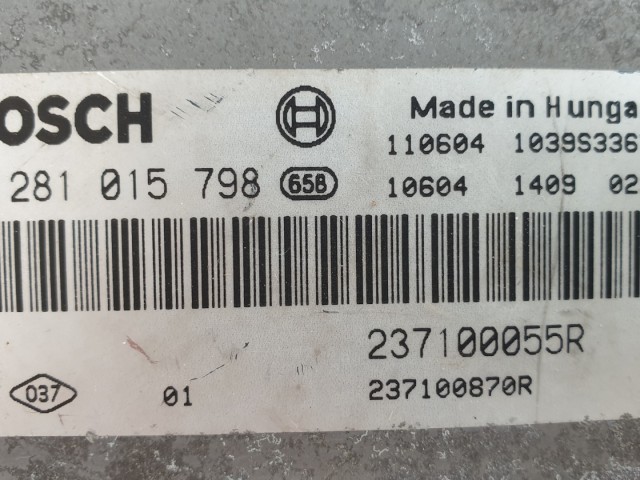 OSCH Made in Hunga
110604 1039S336
281 015 798 658 10604 1409 02
237100055R
037 01 237100870R